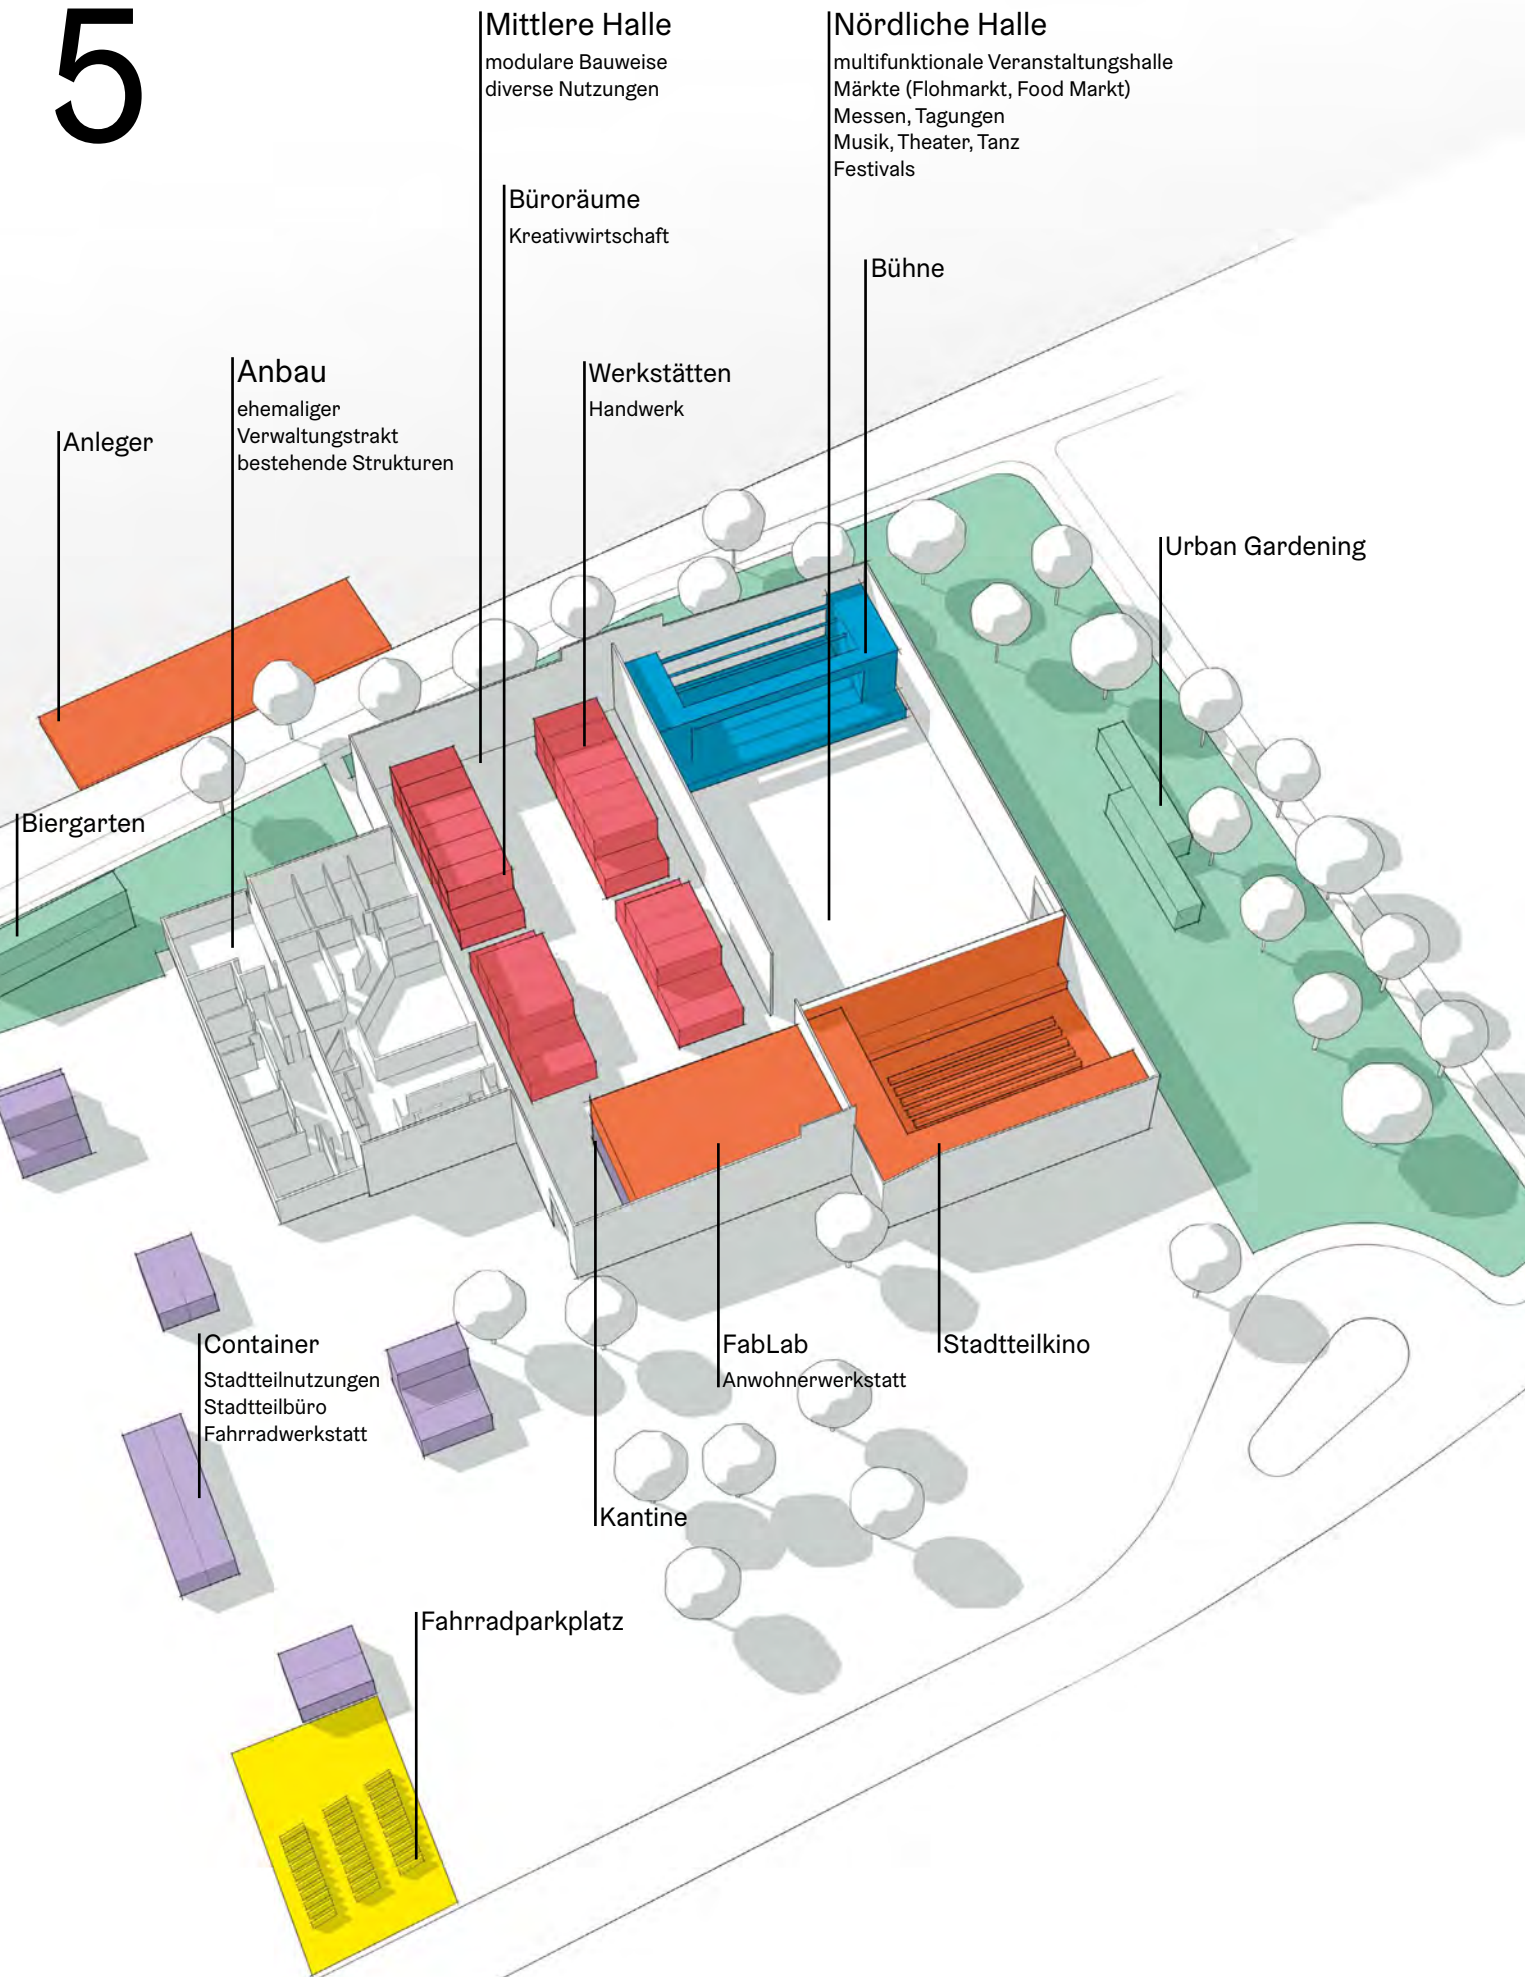 5
Mittlere Halle
modulare Bauweise
diverse Nutzungen
Nördliche Halle
multifunktionale Veranstaltungshalle
Märkte (Flohmarkt, Food Markt)
Messen, Tagungen
Musik, Theater, Tanz
Festivals
Büroräume
Kreativwirtschaft
Bühne
Anbau
ehemaliger
Verwaltungstrakt
bestehende Strukturen
Werkstätten
Handwerk
Anleger
Urban Gardening
Biergarten
Container
Stadtteilnutzungen
Stadtteilbüro
Fahrradwerkstatt
FabLab
Anwohnerwerkstatt
Stadtteilkino
Kantine
Fahrradparkplatz